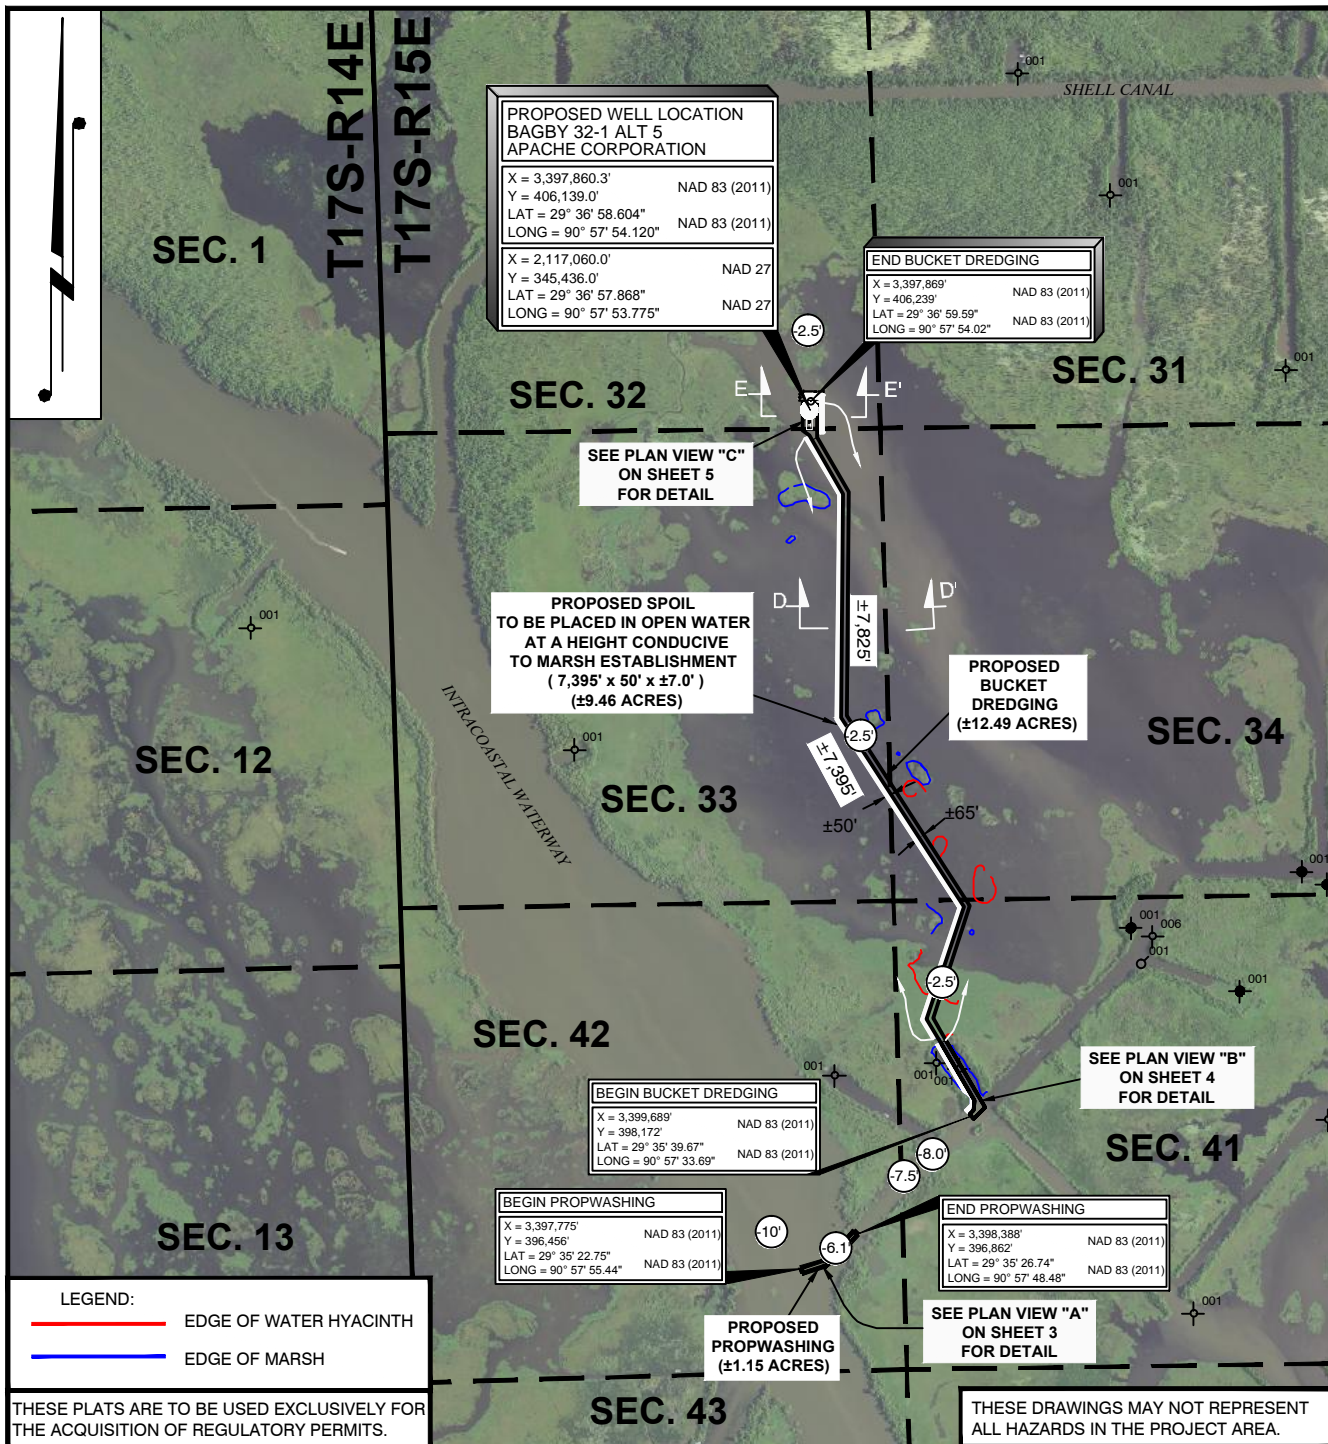 T17S-R14E
T17S-R15E
001
SHELL CANAL
PROPOSED WELL LOCATION
BAGBY 32-1 ALT 5
APACHE CORPORATION
X = 3,397,860.3'
Y = 406,139.0'
NAD 83 (2011)
LAT = 29° 36' 58.604"
LONG = 90° 57' 54.120"
NAD 83 (2011)
X = 2,117,060.0'
Y = 345,436.0'
NAD 27
LAT = 29° 36' 57.868"
LONG = 90° 57' 53.775"
NAD 27
001
SEC. 1
END BUCKET DREDGING
X = 3,397,869'
Y = 406,239'
NAD 83 (2011)
LAT = 29° 36' 59.59"
LONG = 90° 57' 54.02"
NAD 83 (2011)
-2.5'
001
SEC. 31
SEC. 32
E
E'
SEE PLAN VIEW "C"
ON SHEET 5
FOR DETAIL
D
D'
001
PROPOSED SPOIL
TO BE PLACED IN OPEN WATER
AT A HEIGHT CONDUCIVE
TO MARSH ESTABLISHMENT
( 7,395' x 50' x ±7.0' )
(±9.46 ACRES)
±7,825'
PROPOSED
BUCKET
DREDGING
(±12.49 ACRES)
INTRACOASTAL WATERWAY
001
-2.5'
±7,395'
SEC. 12
SEC. 33
SEC. 34
±50'
±65'
001
001
006
001
001
-2.5'
SEC. 42
SEE PLAN VIEW "B"
ON SHEET 4
FOR DETAIL
001
001
001
BEGIN BUCKET DREDGING
X = 3,399,689'
Y = 398,172'
NAD 83 (2011)
LAT = 29° 35' 39.67"
LONG = 90° 57' 33.69"
NAD 83 (2011)
SEC. 41
-8.0'
-7.5'
BEGIN PROPWASHING
X = 3,397,775'
Y = 396,456'
NAD 83 (2011)
LAT = 29° 35' 22.75"
LONG = 90° 57' 55.44"
NAD 83 (2011)
-10'
-6.1'
END PROPWASHING
X = 3,398,388'
Y = 396,862'
NAD 83 (2011)
LAT = 29° 35' 26.74"
LONG = 90° 57' 48.48"
NAD 83 (2011)
SEC. 13
001
PROPOSED
PROPWASHING
(±1.15 ACRES)
SEE PLAN VIEW "A"
ON SHEET 3
FOR DETAIL
LEGEND:
EDGE OF WATER HYACINTH
EDGE OF MARSH
SEC. 43
THESE PLATS ARE TO BE USED EXCLUSIVELY FOR
THE ACQUISITION OF REGULATORY PERMITS.
THESE DRAWINGS MAY NOT REPRESENT
ALL HAZARDS IN THE PROJECT AREA.